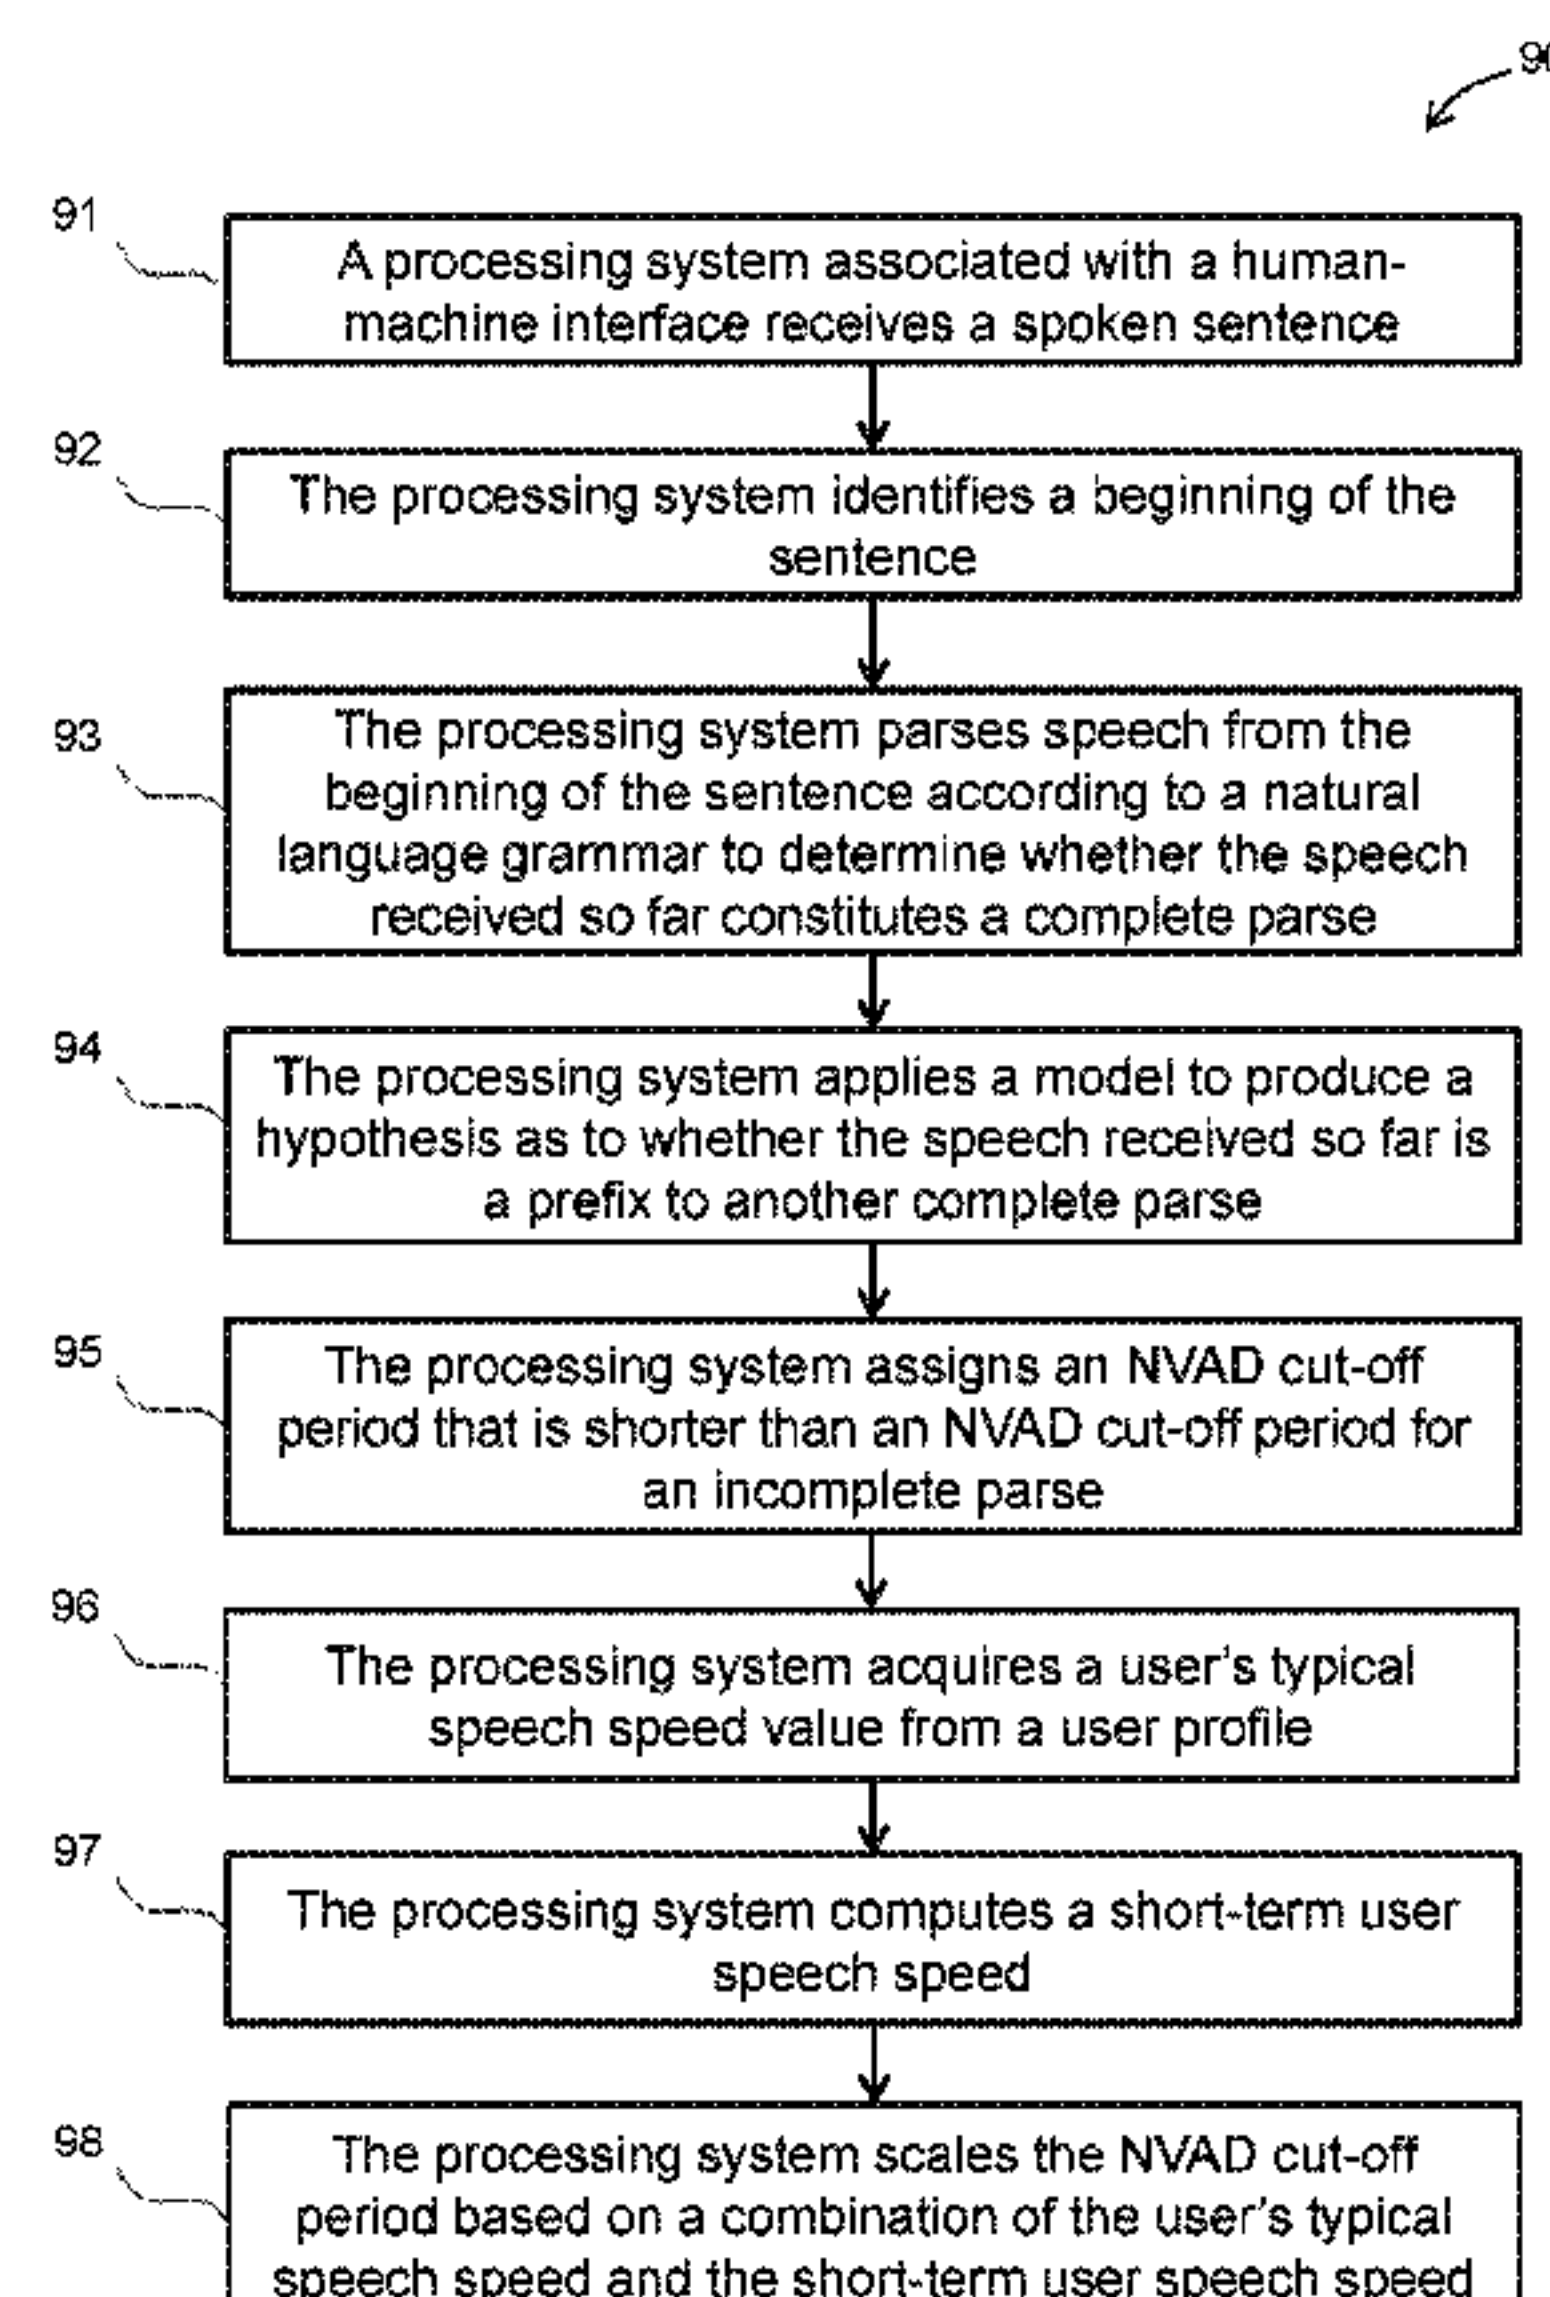 91
A processing system associated with a human-
machine interface receives a spoken sentence
92
The processing system identifies a beginning of the
sentence
93
The processing system parses speech from the
beginning of the sentence according to a natural
language grammar to determine whether the speech
received so far constitutes a complete parse
94
The processing system applies a model to produce a
hypothesis as to whether the speech received so far is
a prefix to another complete parse
95
The processing system assigns an NVAD cut-off
period that is shorter than an NVAD cut-off period for
an incomplete parse
96
The processing system acquires a user's typical
speech speed value from a user profile
97
The processing system computes a short-term user
speech speed
98
The processing system scales the NVAD cut-off
period based on a combination of the user's typical
speech speed and the short-term user speech speed